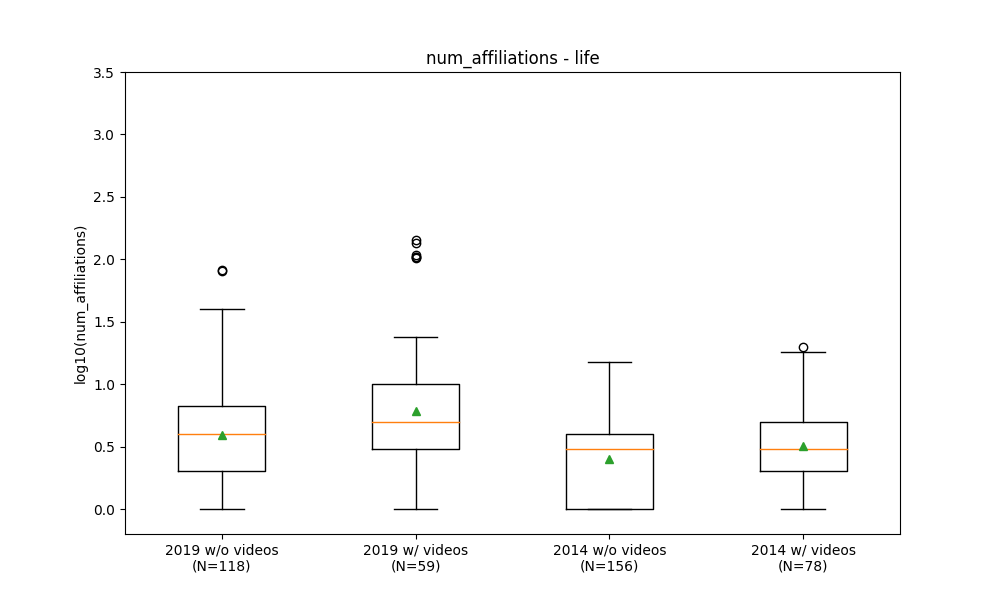 num_affiliations - life
3.5
3.0
2.5
2.0
1.5
1.0
0.5
0.0
log10(num_affiliations)
2019 w/o videos
(N=118)
2019 w/ videos
(N=59)
2014 w/o videos
(N=156)
2014 w/ videos
(N=78)